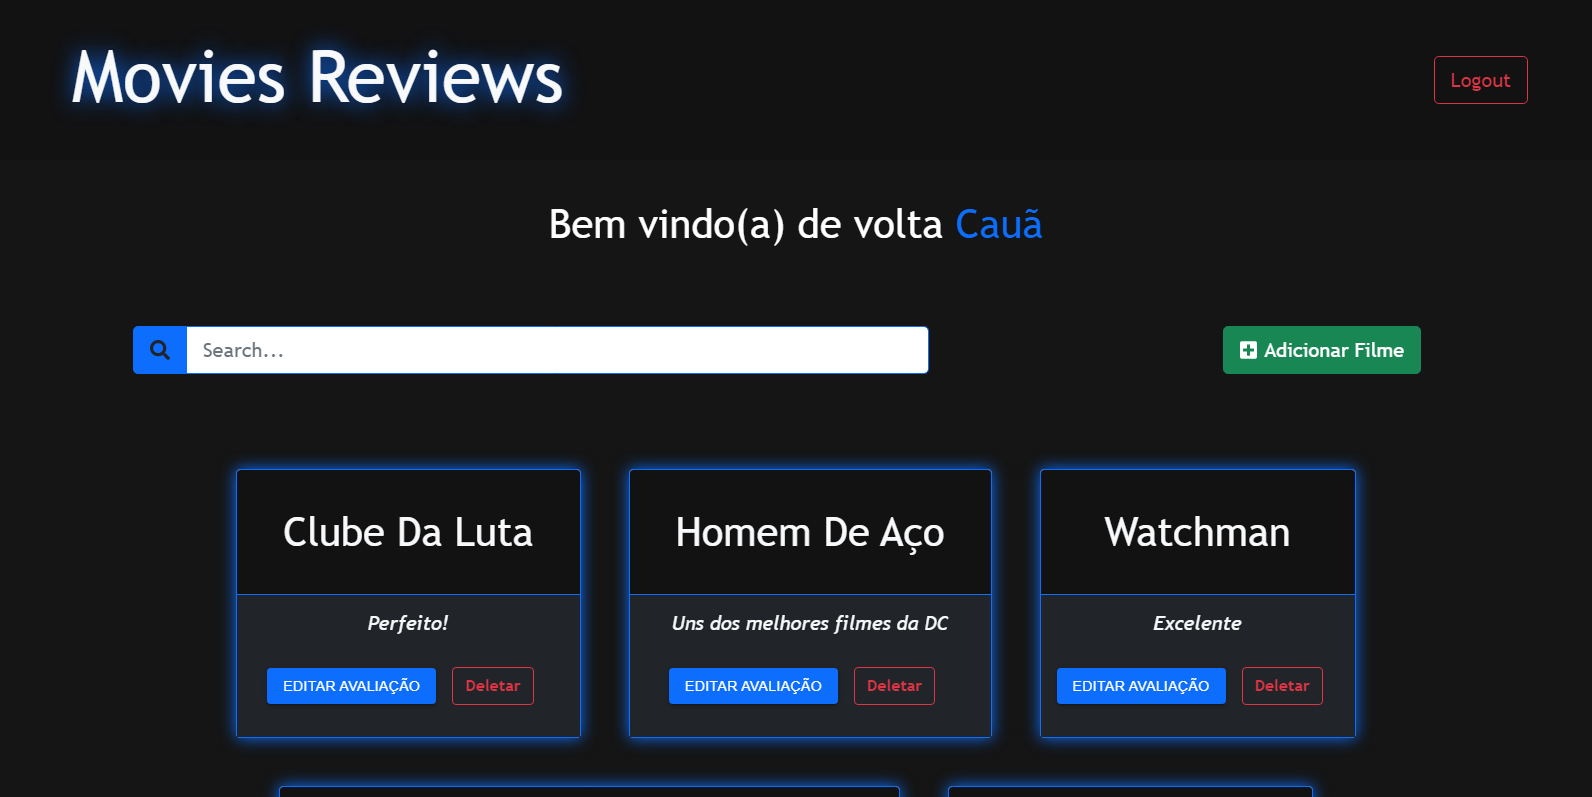 Movies Reviews
Logout
Bem vindo(a) de volta Cauã
Search...
Adicionar Filme
Clube Da Luta
Perfeito!
EDITAR AVALIAÇÃO Deletar
Homem De Aço
Uns dos melhores filmes da DC
EDITAR AVALIAÇÃO Deletar
Watchman
Excelente
EDITAR AVALIAÇÃO Deletar